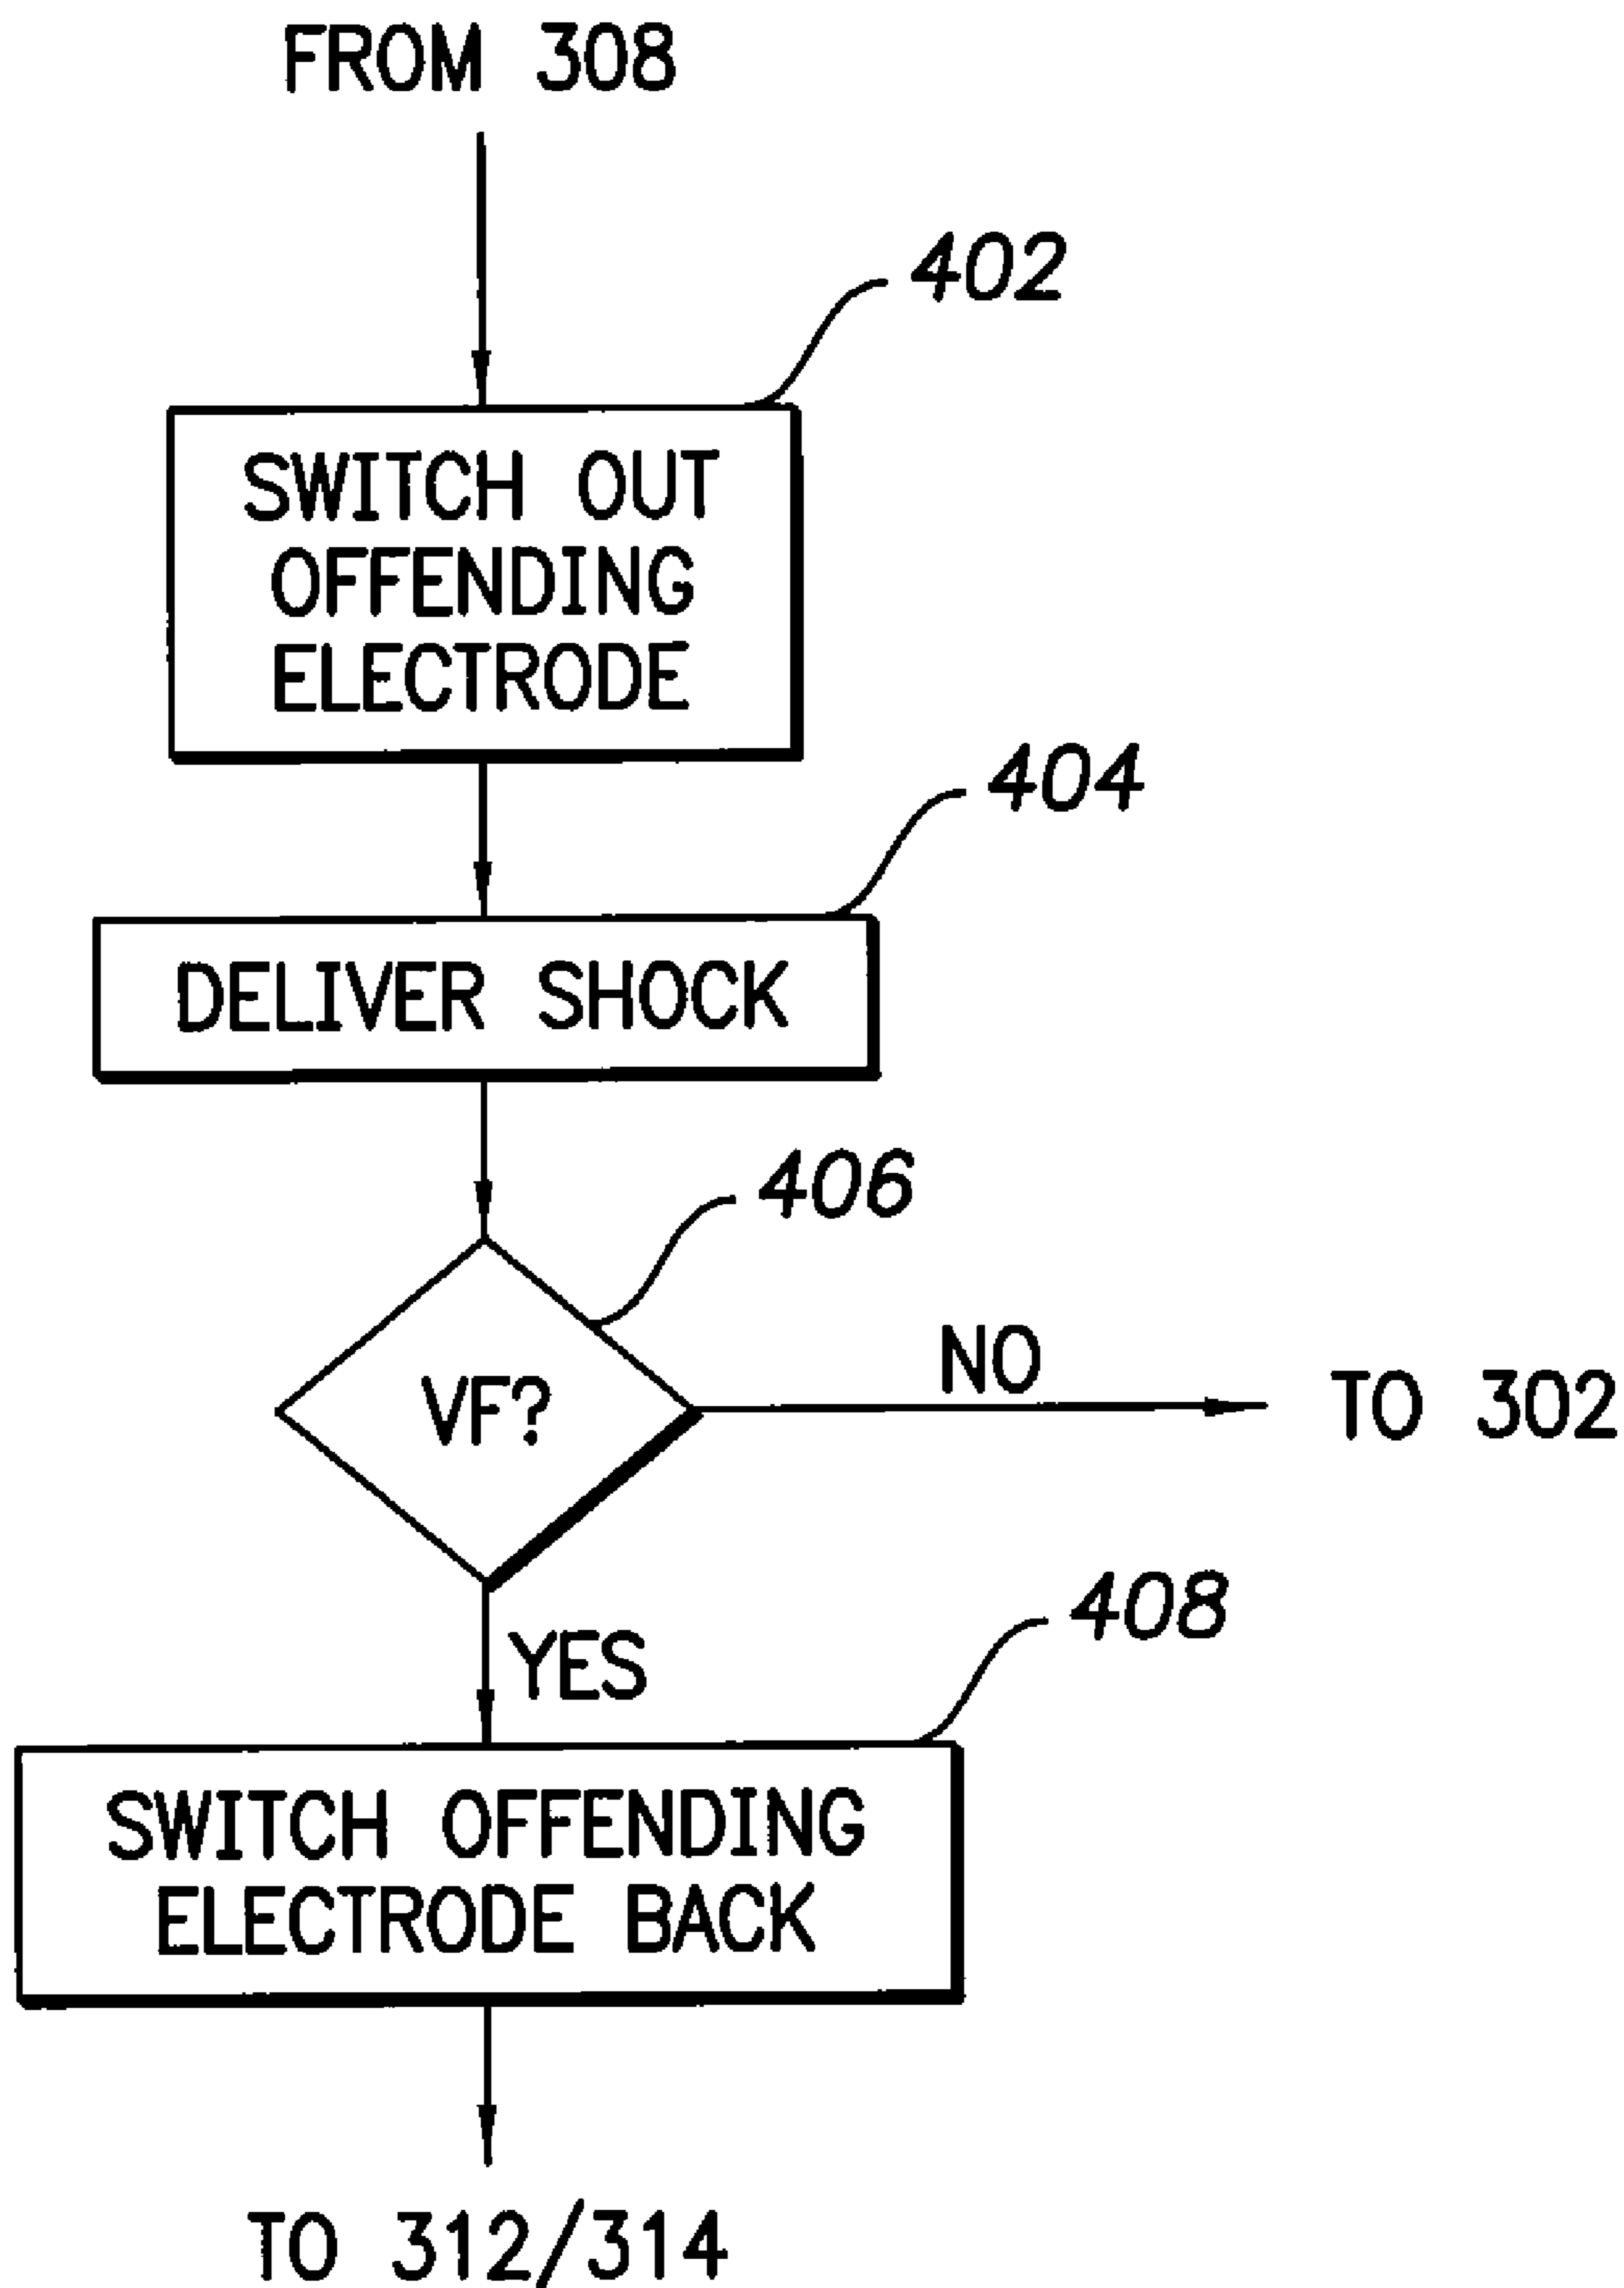 FROM 308
402
SWITCH OUT
OFFENDING
ELECTRODE
404
DELIVER SHOCK
406
VF?
NO
TO 302
YES
408
SWITCH OFFENDING
ELECTRODE BACK
TO 312/314